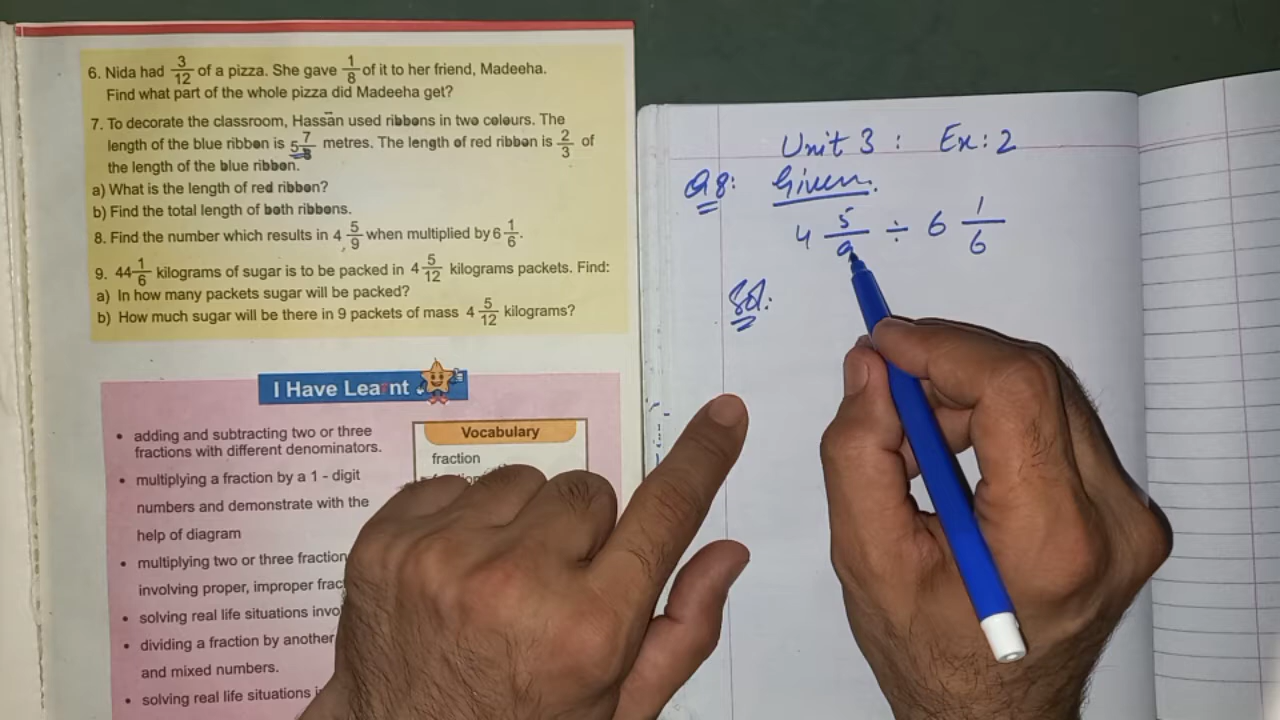 6. Nida had 3/12 of a pizza. She gave 1/8 of it to her friend, Madeeha.
Find what part of the whole pizza did Madeeha get?
7. To decorate the classroom, Hassan used ribbons in two colours. The
length of the blue ribbon is 5 7/8 metres. The length of red ribbon is 2/3 of
the length of the blue ribbon.
a) What is the length of red ribbon?
b) Find the total length of both ribbons.
8. Find the number which results in 4 5/9 when multiplied by 6 1/6.
9. 44 1/6 kilograms of sugar is to be packed in 4 5/12 kilograms packets. Find:
a) In how many packets sugar will be packed?
b) How much sugar will be there in 9 packets of mass 4 5/12 kilograms?
I Have Learnt
• adding and subtracting two or three
fractions with different denominators.
• multiplying a fraction by a 1 - digit
numbers and demonstrate with the
help of diagram
• multiplying two or three fraction
involving proper, improper frac
• solving real life situations invo
• dividing a fraction by another
and mixed numbers.
• solving real life situations
Vocabulary
fraction
Unit 3 : Ex: 2
Q8: Given.
4 5/9 ÷ 6 1/6
Sol: